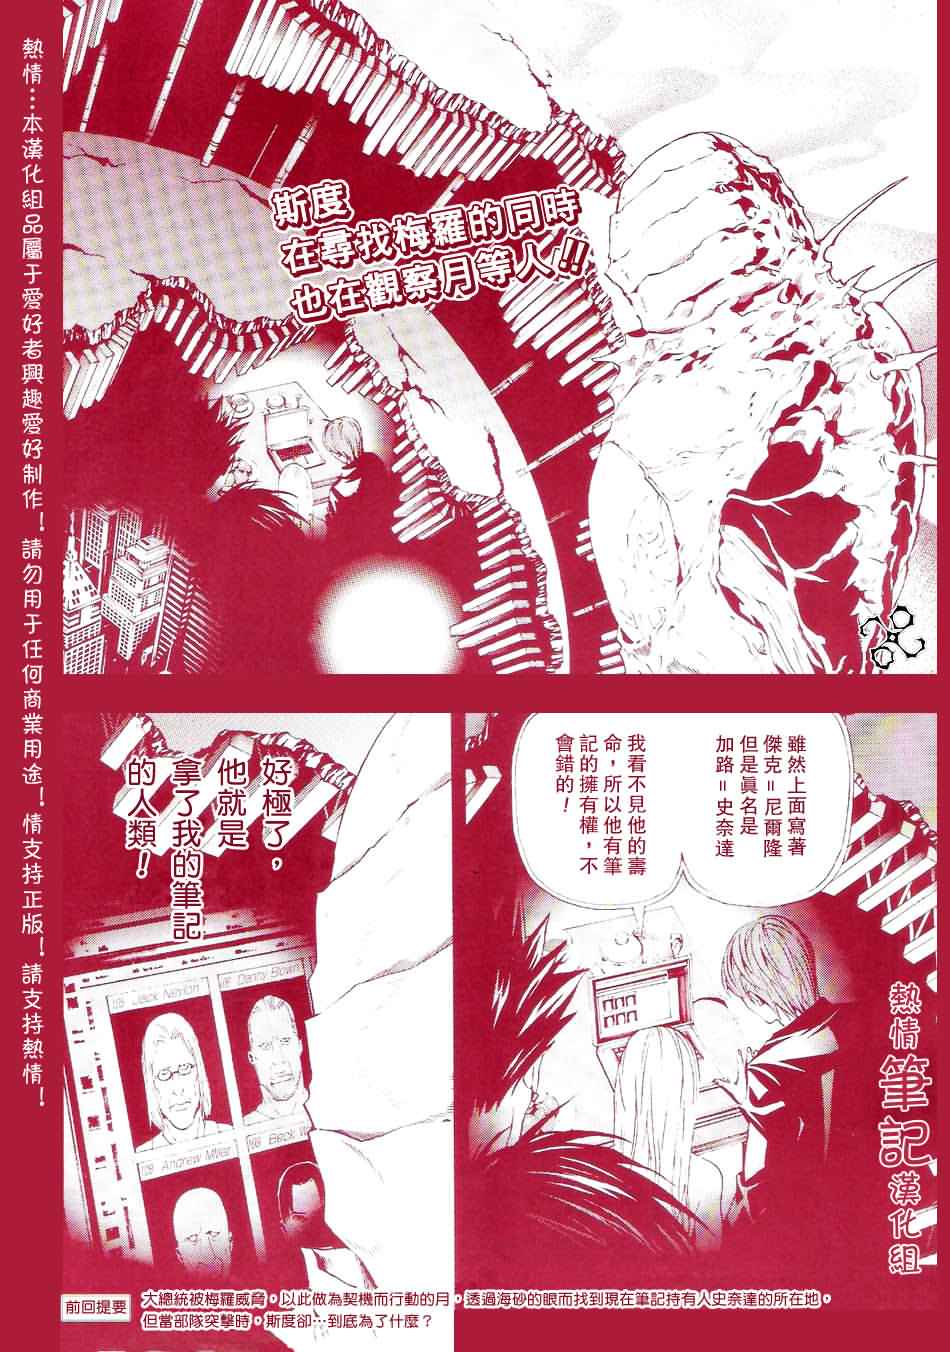 熱情…本漢化組品屬于愛好者興趣愛好制作！請勿用于任何商業用途！情支持正版！請支持熱情！
斯度
在尋找梅羅的同時
也在觀察月等人!!
雖然上面寫著
傑克=尼爾隆
但是眞名是
加路=史奈達
我看不見他的壽
命，所以他有筆
記的擁有權，不
會錯的！
熱情筆記漢化組
好極了，
他就是
拿了我的筆記
的人類！
Jack Neylon
Danny Bown
Andrew Miller
Beck W
前回提要
大總統被梅羅威脅，以此做為契機而行動的月，透過海砂的眼而找到現在筆記持有人史奈達的所在地，
但當部隊突擊時，斯度卻…到底為了什麼？